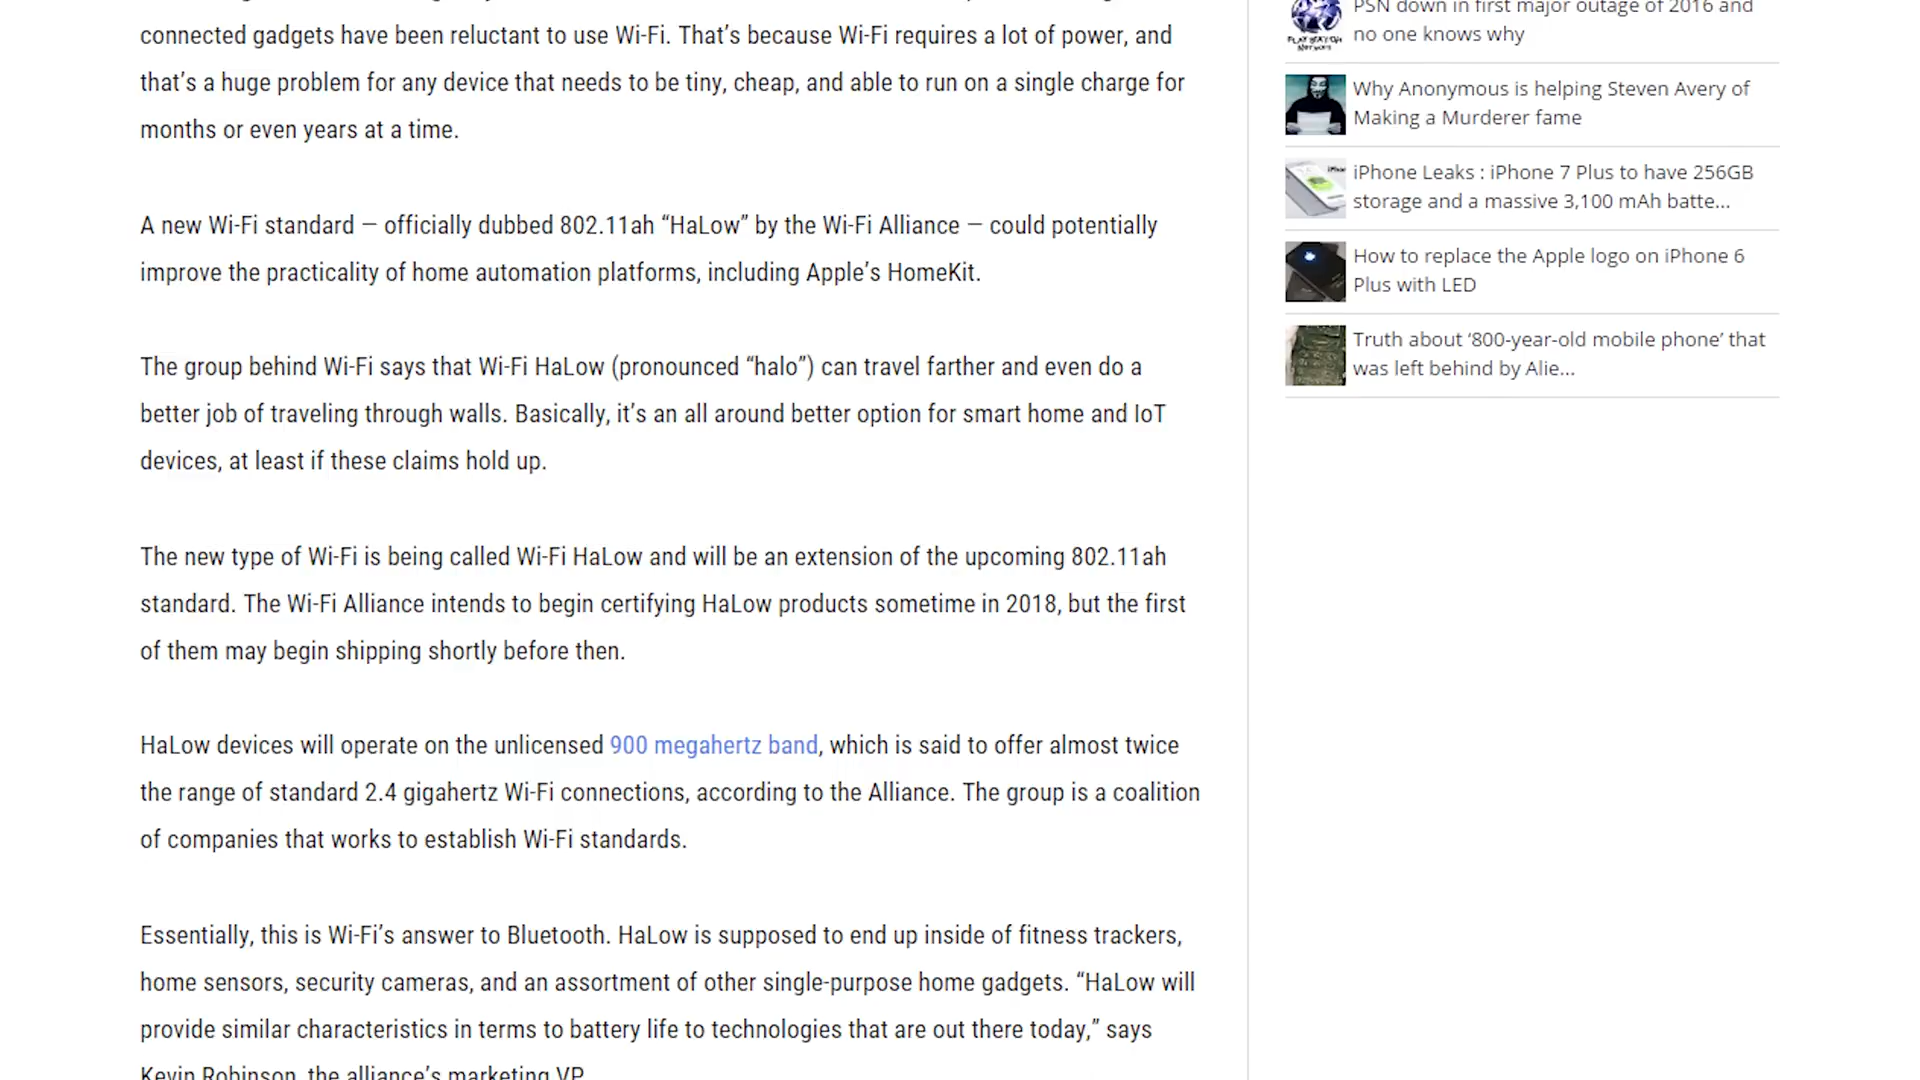 connected gadgets have been reluctant to use Wi-Fi. That’s because Wi-Fi requires a lot of power, and
that’s a huge problem for any device that needs to be tiny, cheap, and able to run on a single charge for
months or even years at a time.
A new Wi-Fi standard — officially dubbed 802.11ah “HaLow” by the Wi-Fi Alliance — could potentially
improve the practicality of home automation platforms, including Apple’s HomeKit.
The group behind Wi-Fi says that Wi-Fi HaLow (pronounced “halo”) can travel farther and even do a
better job of traveling through walls. Basically, it’s an all around better option for smart home and IoT
devices, at least if these claims hold up.
The new type of Wi-Fi is being called Wi-Fi HaLow and will be an extension of the upcoming 802.11ah
standard. The Wi-Fi Alliance intends to begin certifying HaLow products sometime in 2018, but the first
of them may begin shipping shortly before then.
HaLow devices will operate on the unlicensed 900 megahertz band, which is said to offer almost twice
the range of standard 2.4 gigahertz Wi-Fi connections, according to the Alliance. The group is a coalition
of companies that works to establish Wi-Fi standards.
Essentially, this is Wi-Fi’s answer to Bluetooth. HaLow is supposed to end up inside of fitness trackers,
home sensors, security cameras, and an assortment of other single-purpose home gadgets. “HaLow will
provide similar characteristics in terms to battery life to technologies that are out there today,” says
Kevin Robinson, the alliance’s marketing VP.
PSN down in first major outage of 2016 and
no one knows why
Why Anonymous is helping Steven Avery of
Making a Murderer fame
iPhone Leaks : iPhone 7 Plus to have 256GB
storage and a massive 3,100 mAh batte...
How to replace the Apple logo on iPhone 6
Plus with LED
Truth about ‘800-year-old mobile phone’ that
was left behind by Alie...